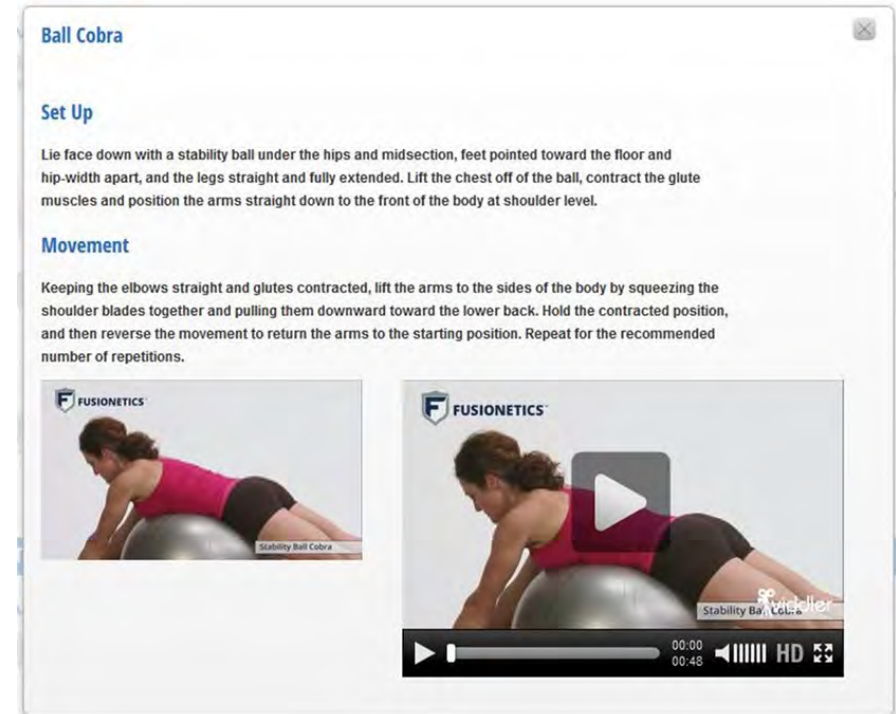 Ball Cobra
Set Up
Lie face down with a stability ball under the hips and midsection, feet pointed toward the floor and
hip-width apart, and the legs straight and fully extended. Lift the chest off of the ball, contract the glute
muscles and position the arms straight down to the front of the body at shoulder level.
Movement
Keeping the elbows straight and glutes contracted, lift the arms to the sides of the body by squeezing the
shoulder blades together and pulling them downward toward the lower back. Hold the contracted position,
and then reverse the movement to return the arms to the starting position. Repeat for the recommended
number of repetitions.
F FUSIONETICS
Stability Ball Cobra
F FUSIONETICS
Stability Ball Cobra
viddler
00:00
00:48
HD